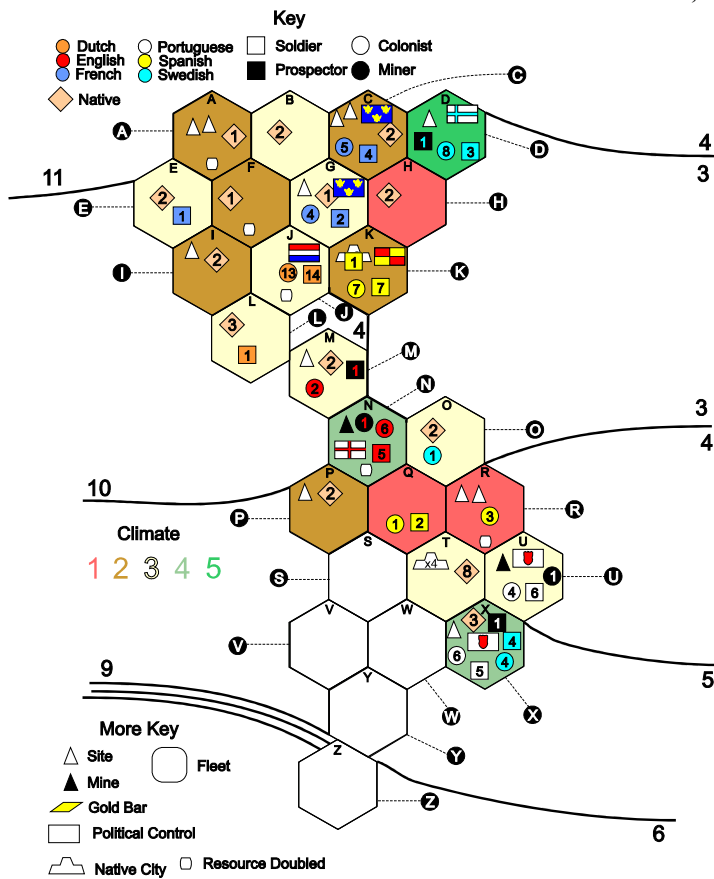 Key
Dutch
Portuguese
Soldier
Colonist
English
Spanish
French
Swedish
Prospector
Miner
Native
C
A
B
C
D
A
1
2
2
5
4
1
8
3
D
4
3
11
E
F
G
H
E
2
1
1
1
4
2
2
H
I
J
K
I
2
13
14
1
7
7
K
L
3
1
L
J
4
M
2
1
2
M
N
N
1
6
5
O
2
1
O
3
4
10
P
2
P
Q
1
2
R
3
R
Climate
1 2 3 4 5
S
S
T
x4
8
U
1
4
6
U
V
V
W
X
3
1
4
6
5
4
5
9
Y
W
X
Y
Z
Z
6
More Key
Site
Fleet
Mine
Gold Bar
Political Control
Native City
Resource Doubled